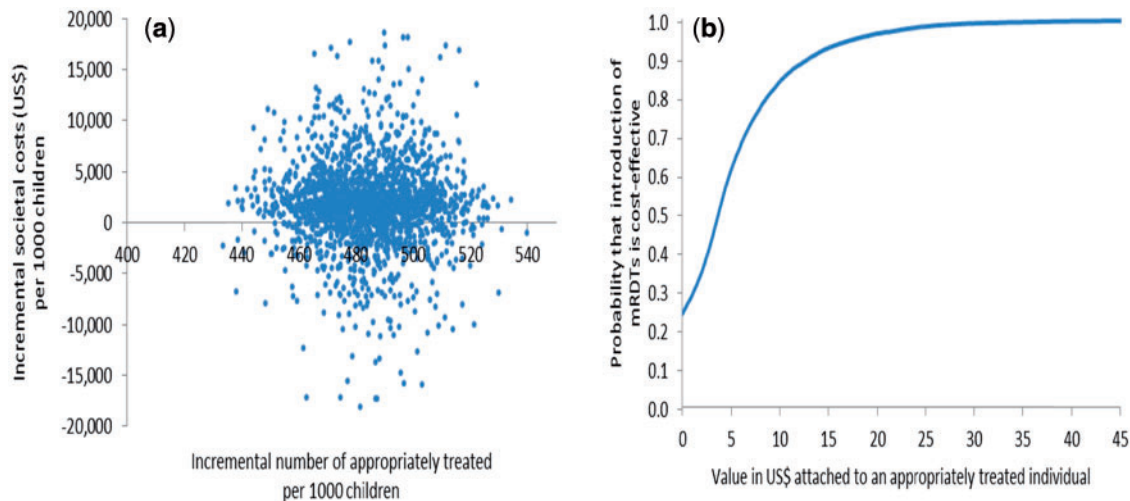 (a)
20,000
15,000
10,000
5,000
0
-5,000
-10,000
-15,000
-20,000
400 420 440 460 480 500 520 540
Incremental societal costs (US$)
per 1000 children
Incremental number of appropriately treated
per 1000 children
(b)
1.0
0.9
0.8
0.7
0.6
0.5
0.4
0.3
0.2
0.1
0.0
0 5 10 15 20 25 30 35 40 45
Probability that introduction of
mRDTs is cost-effective
Value in US$ attached to an appropriately treated individual